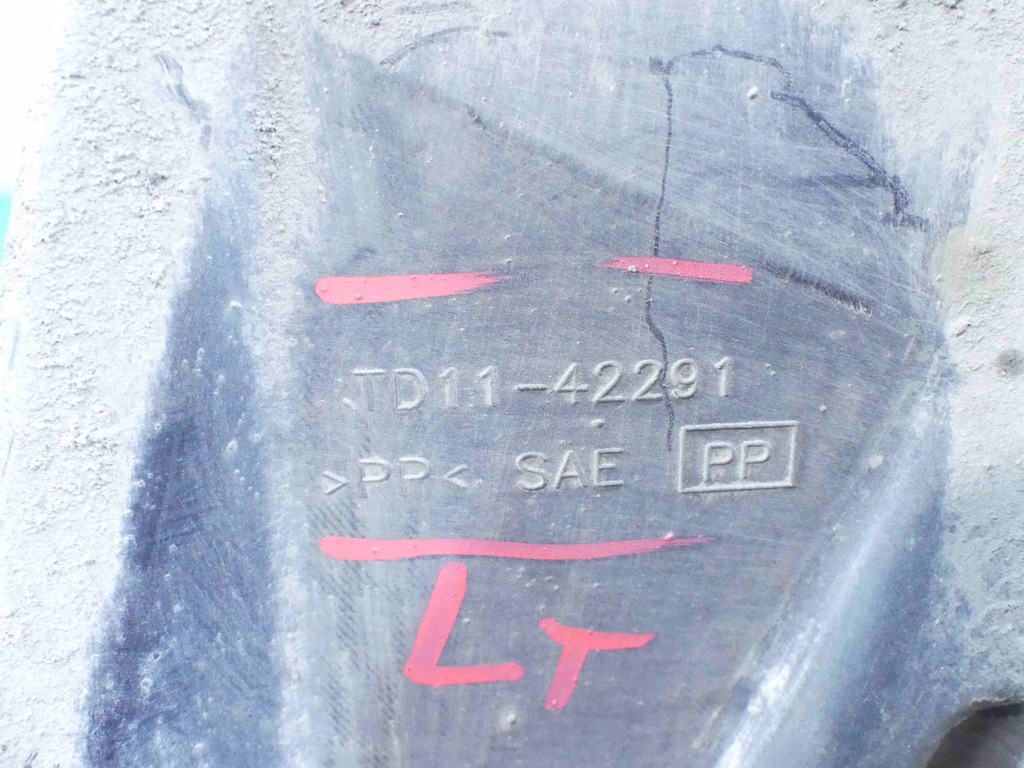 TD11-42291
>PP< SAE PP
LT